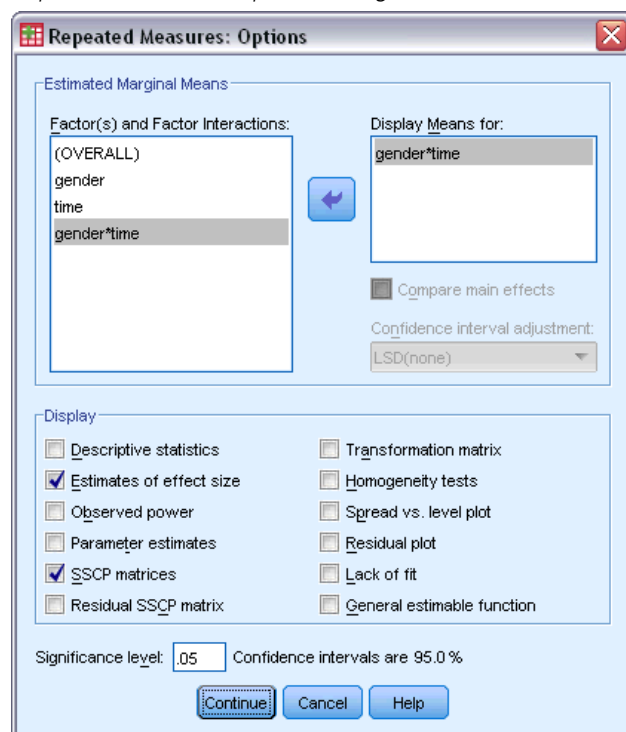 Repeated Measures: Options
Estimated Marginal Means
Factor(s) and Factor Interactions:
(OVERALL)
gender
time
gender*time
Display Means for:
gender*time
Compare main effects
Confidence interval adjustment:
LSD(none)
Display
Descriptive statistics
Estimates of effect size
Observed power
Parameter estimates
SSCP matrices
Residual SSCP matrix
Transformation matrix
Homogeneity tests
Spread vs. level plot
Residual plot
Lack of fit
General estimable function
Significance level: .05 Confidence intervals are 95.0 %
Continue Cancel Help